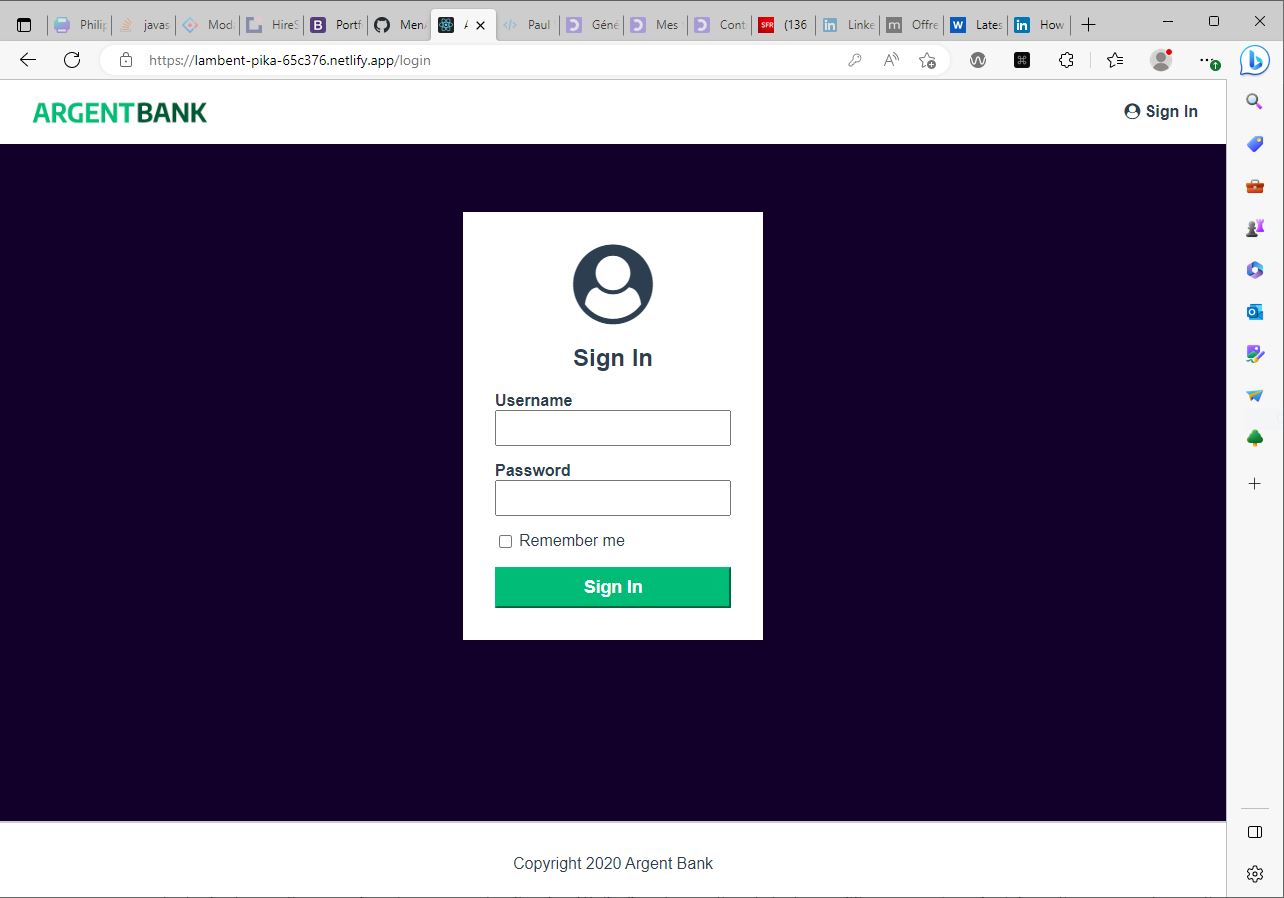 Philip
javas
Mod
HireS
Portf
Men
Paul
Géné
Mes
Cont
SFR
(136
Linke
Offre
Lates
How
https://lambent-pika-65c376.netlify.app/login
ARGENTBANK
Sign In
Sign In
Username
Password
Remember me
Sign In
Copyright 2020 Argent Bank